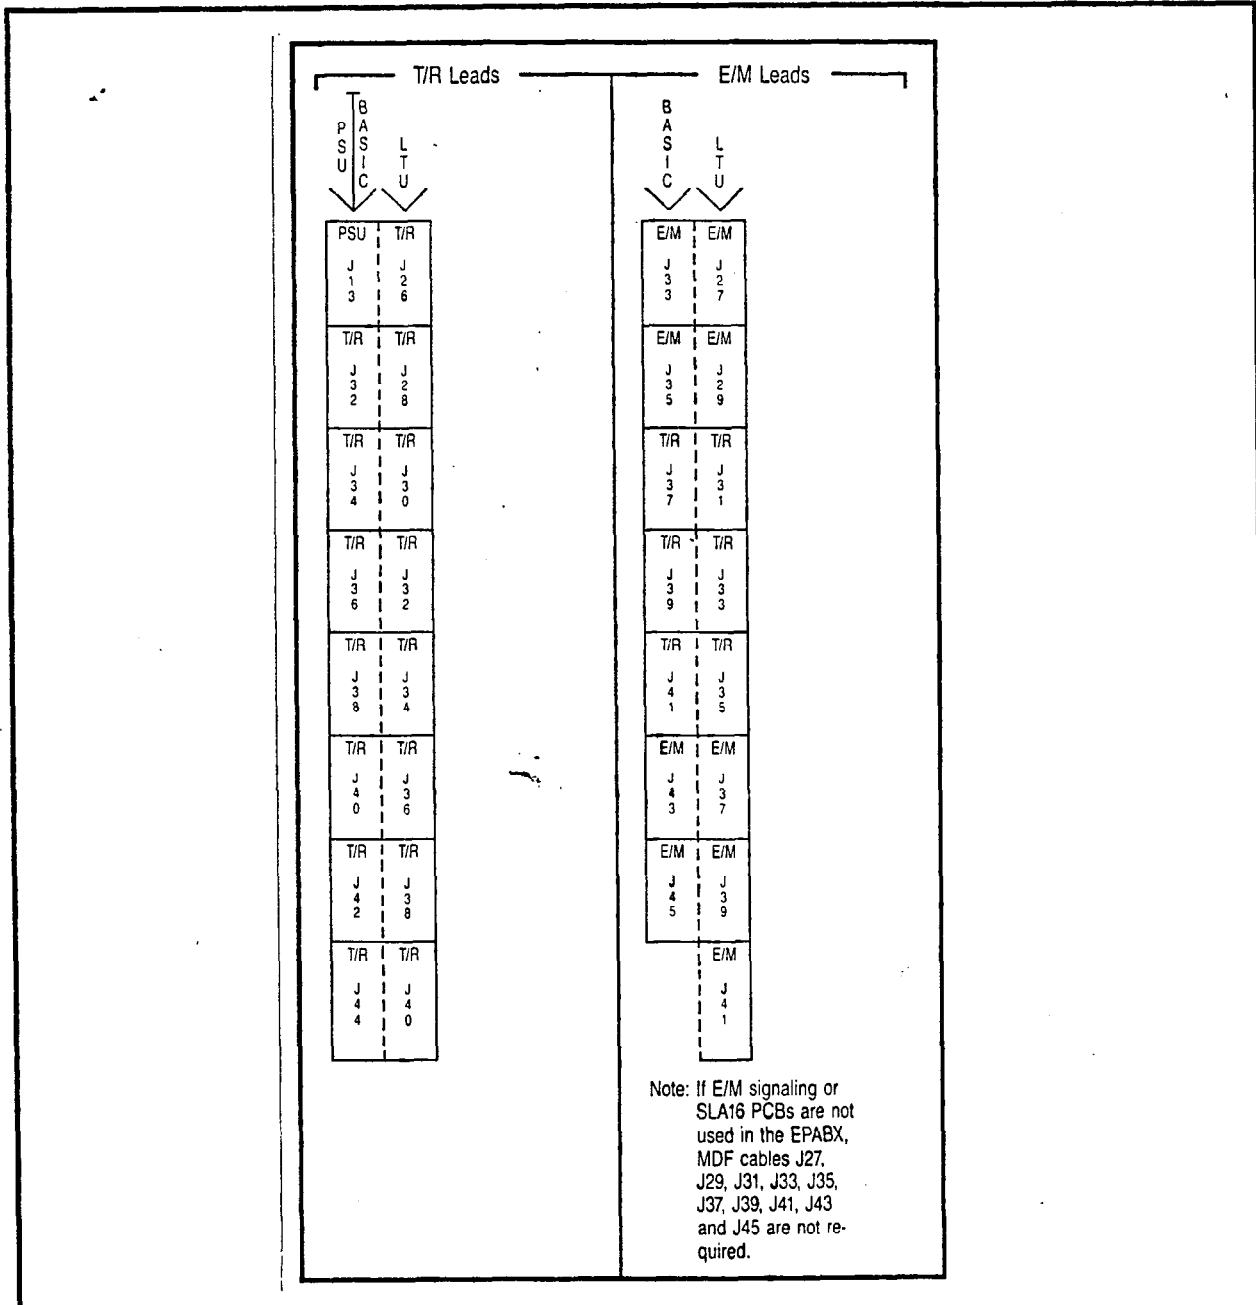 T/R Leads E/M Leads
PSU BASIC LTU BASIC LTU
PSU T/R E/M E/M
J13 J26 J33 J27
T/R T/R E/M E/M
J32 J28 J35 J29
T/R T/R T/R T/R
J34 J30 J37 J31
T/R T/R T/R T/R
J36 J32 J39 J33
T/R T/R T/R T/R
J38 J34 J41 J35
T/R T/R E/M E/M
J40 J36 J43 J37
T/R T/R E/M E/M
J42 J38 J45 J39
T/R T/R E/M
J44 J40 J41
Note: If E/M signaling or
SLA16 PCBs are not
used in the EPABX,
MDF cables J27,
J29, J31, J33, J35,
J37, J39, J41, J43
and J45 are not re-
quired.